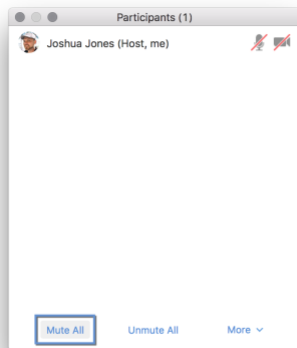 Participants (1)
Joshua Jones (Host, me)
Mute All Unmute All More